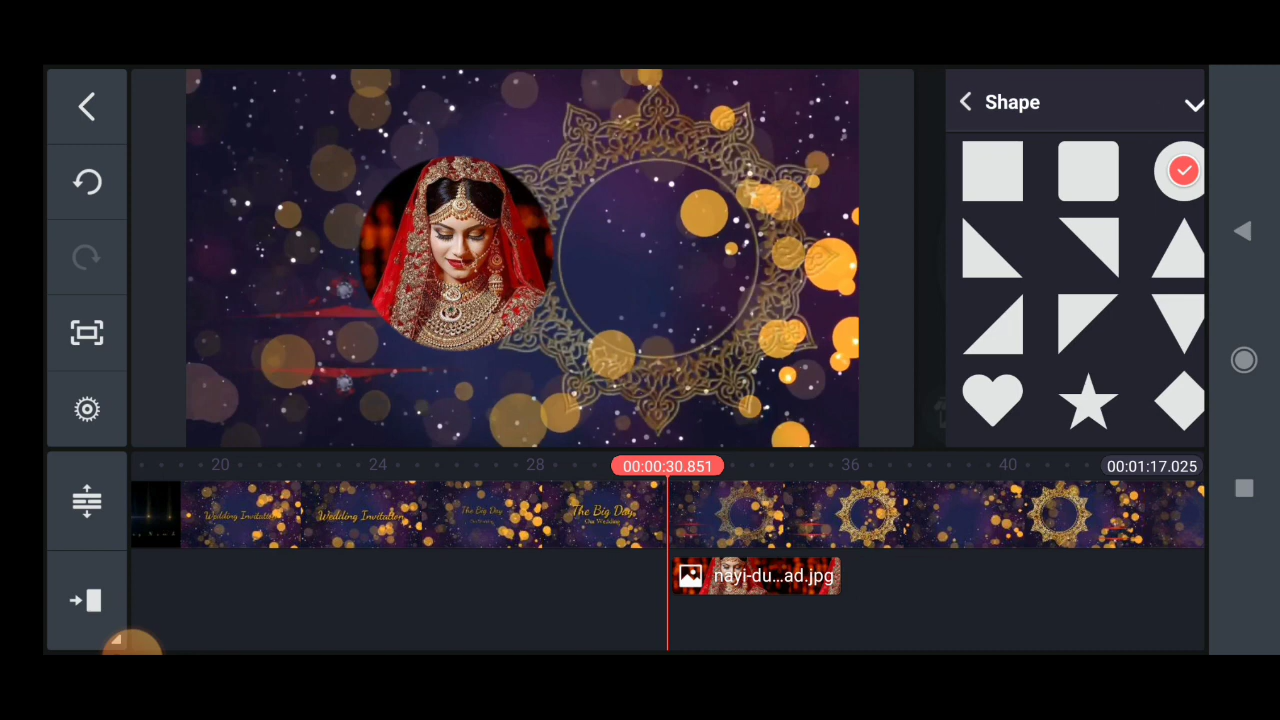 Shape
20
24
28
00:00:30.851
36
40
00:01:17.025
Wedding Invitation
Wedding Invitation
The Big Day
The Big Day
Our Wedding
nayi-du...ad.jpg